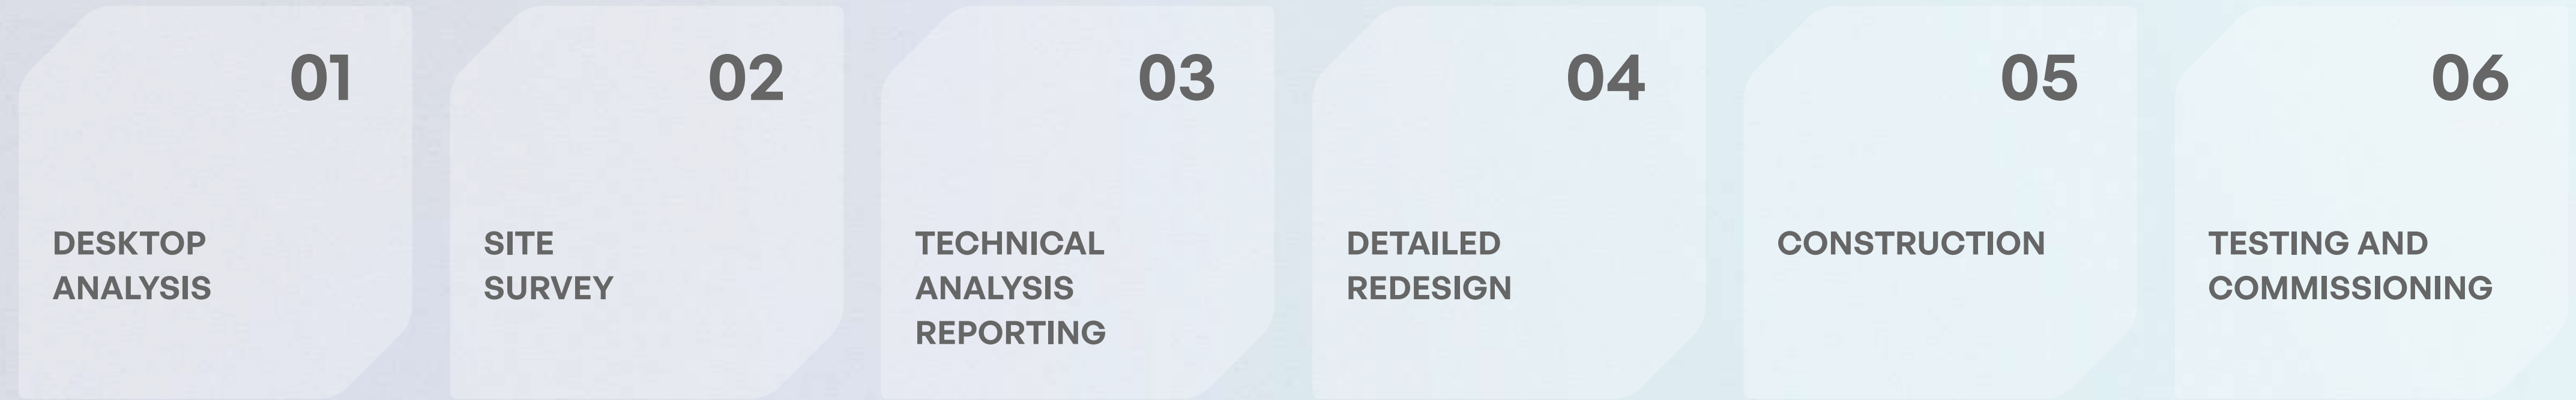 01
DESKTOP
ANALYSIS
02
SITE
SURVEY
03
TECHNICAL
ANALYSIS
REPORTING
04
DETAILED
REDESIGN
05
CONSTRUCTION
06
TESTING AND
COMMISSIONING